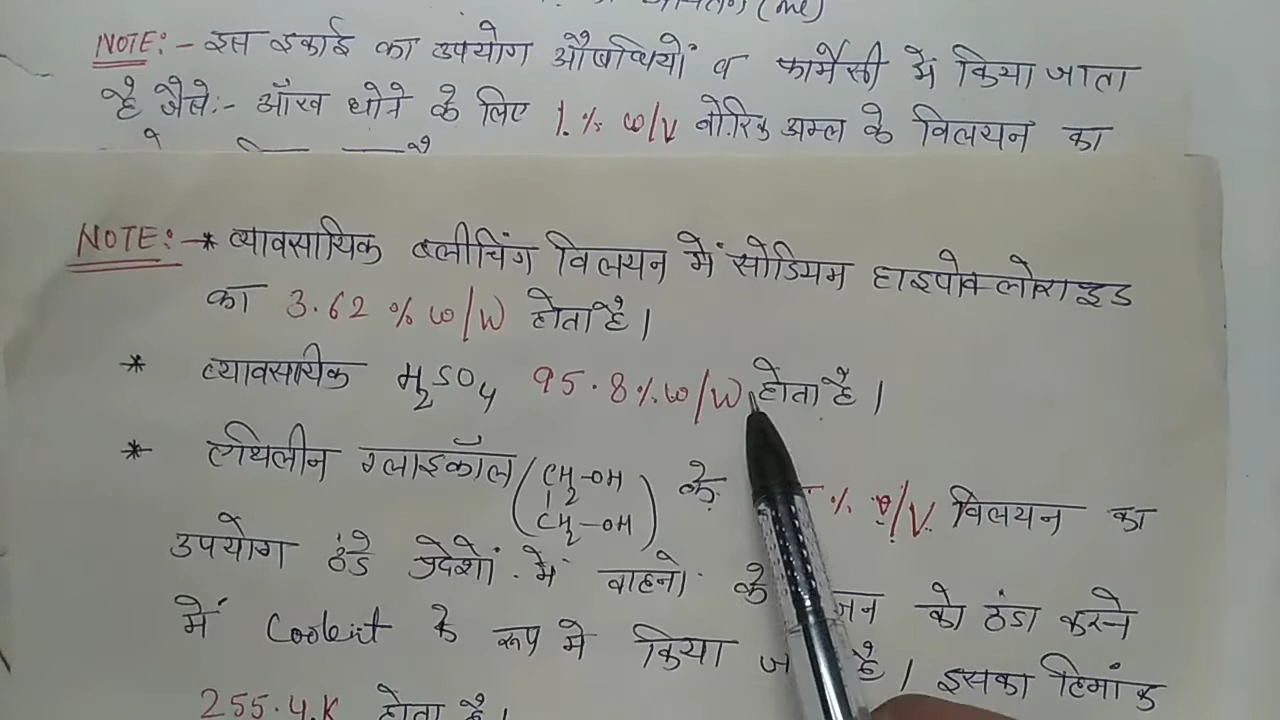 NOTE:- इस इकाई का उपयोग औषधियों व फार्मेसी में किया जाता
है जैसे:- आँख धोने के लिए 1% w/v बोरिक अम्ल के विलयन का
NOTE:-* व्यावसायिक ब्लीचिंग विलयन में सोडियम हाइपोक्लोराइड
का 3.62 % w/W होता है।
* व्यावसायिक H2SO4 95.8% w/W होता है।
* एथिलीन ग्लाइकॉल (CH2-OH
CH2-OH) के % v/V. विलयन का
उपयोग ठंडे प्रदेशों में वाहनो के जन को ठंडा करने
में के रूप मे किया है। इसका हिमांक
255.4.K होता है।